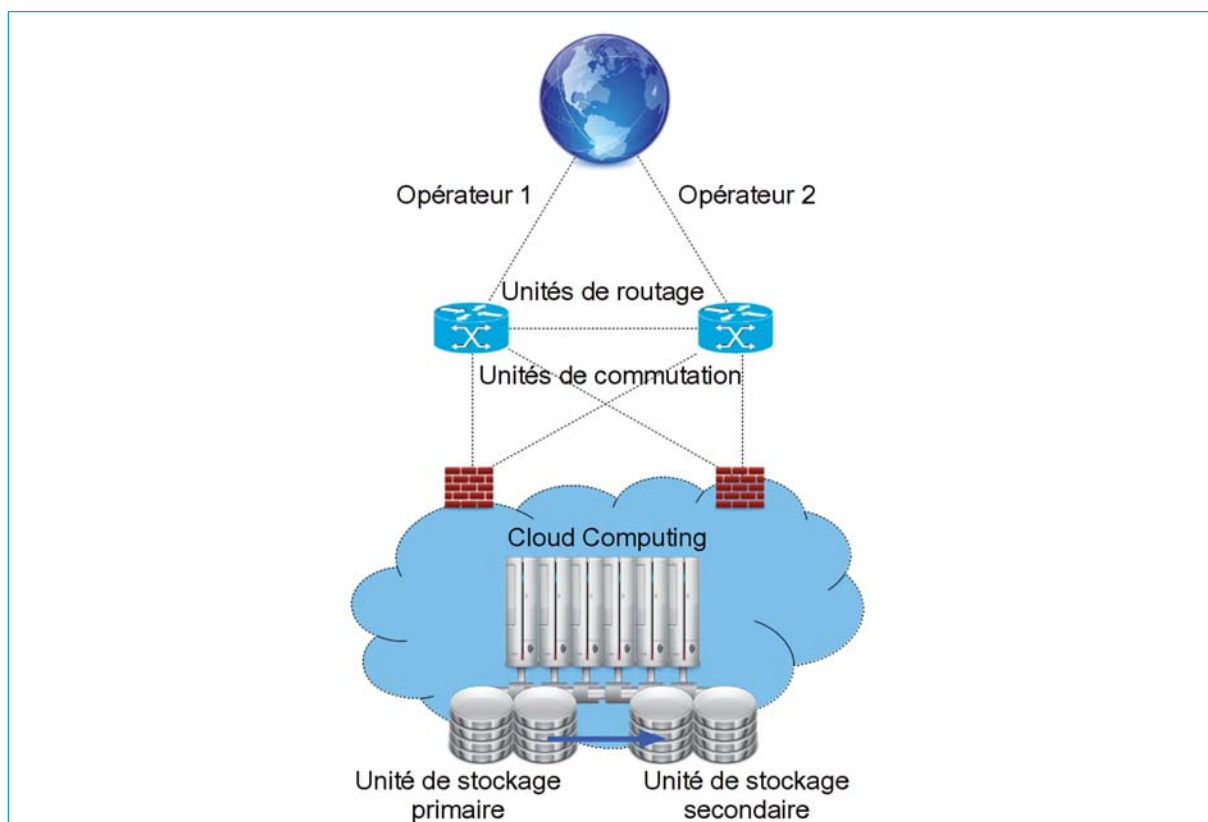 Opérateur 1
Opérateur 2
Unités de routage
Unités de commutation
Cloud Computing
Unité de stockage
primaire
Unité de stockage
secondaire